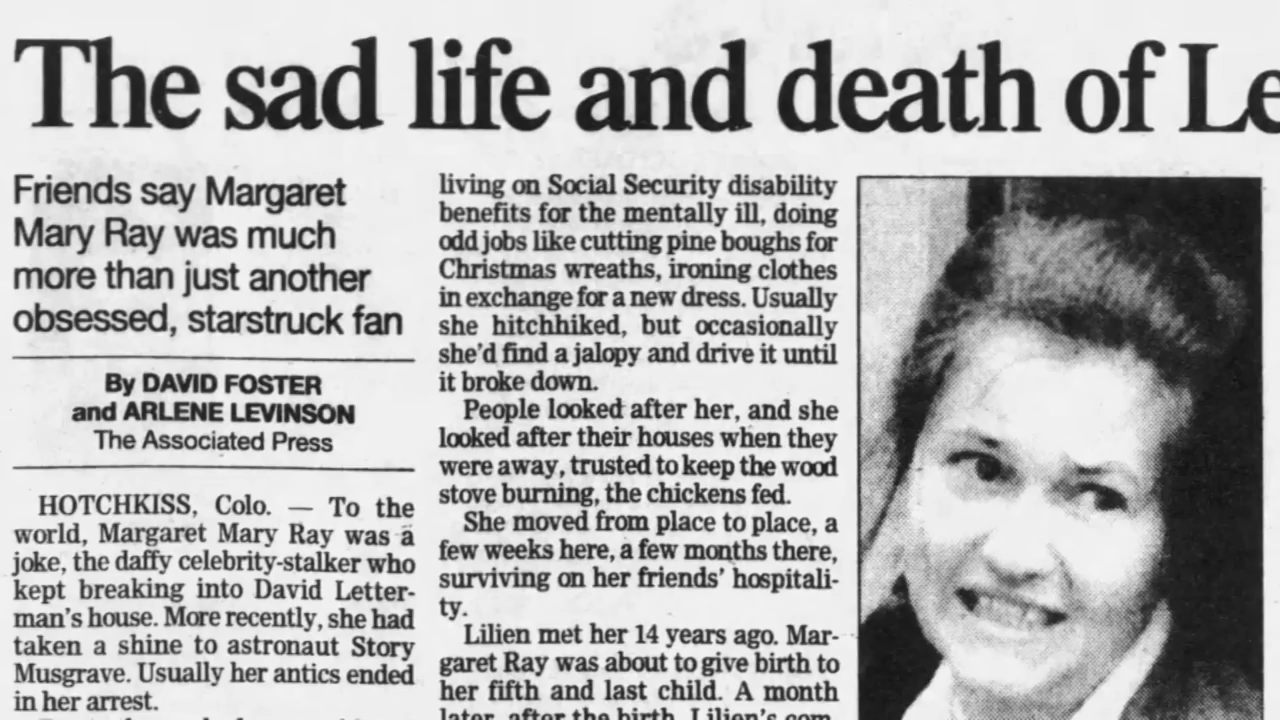 The sad life and death of Le
Friends say Margaret
Mary Ray was much
more than just another
obsessed, starstruck fan
By DAVID FOSTER
and ARLENE LEVINSON
The Associated Press
HOTCHKISS, Colo. — To the
world, Margaret Mary Ray was a
joke, the daffy celebrity-stalker who
kept breaking into David Letter-
man's house. More recently, she had
taken a shine to astronaut Story
Musgrave. Usually her antics ended
in her arrest.
living on Social Security disability
benefits for the mentally ill, doing
odd jobs like cutting pine boughs for
Christmas wreaths, ironing clothes
in exchange for a new dress. Usually
she hitchhiked, but occasionally
she'd find a jalopy and drive it until
it broke down.
People looked after her, and she
looked after their houses when they
were away, trusted to keep the wood
stove burning, the chickens fed.
She moved from place to place, a
few weeks here, a few months there,
surviving on her friends' hospitali-
ty.
Lilien met her 14 years ago. Mar-
garet Ray was about to give birth to
her fifth and last child. A month
later, after the birth, Lilien's com-